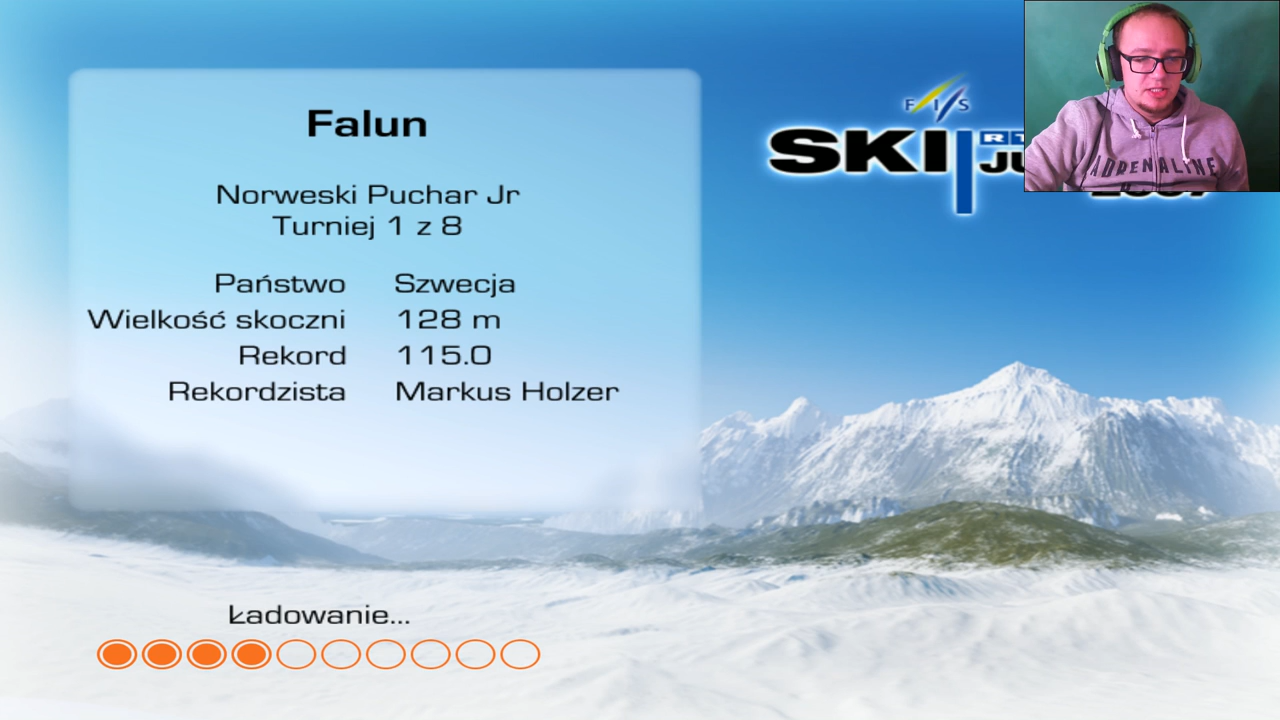 Falun
Norweski Puchar Jr
Turniej 1 z 8
Państwo Szwecja
Wielkość skoczni 128 m
Rekord 115.0
Rekordzista Markus Holzer
Ładowanie...
FIS
SKI
ADRENALINE